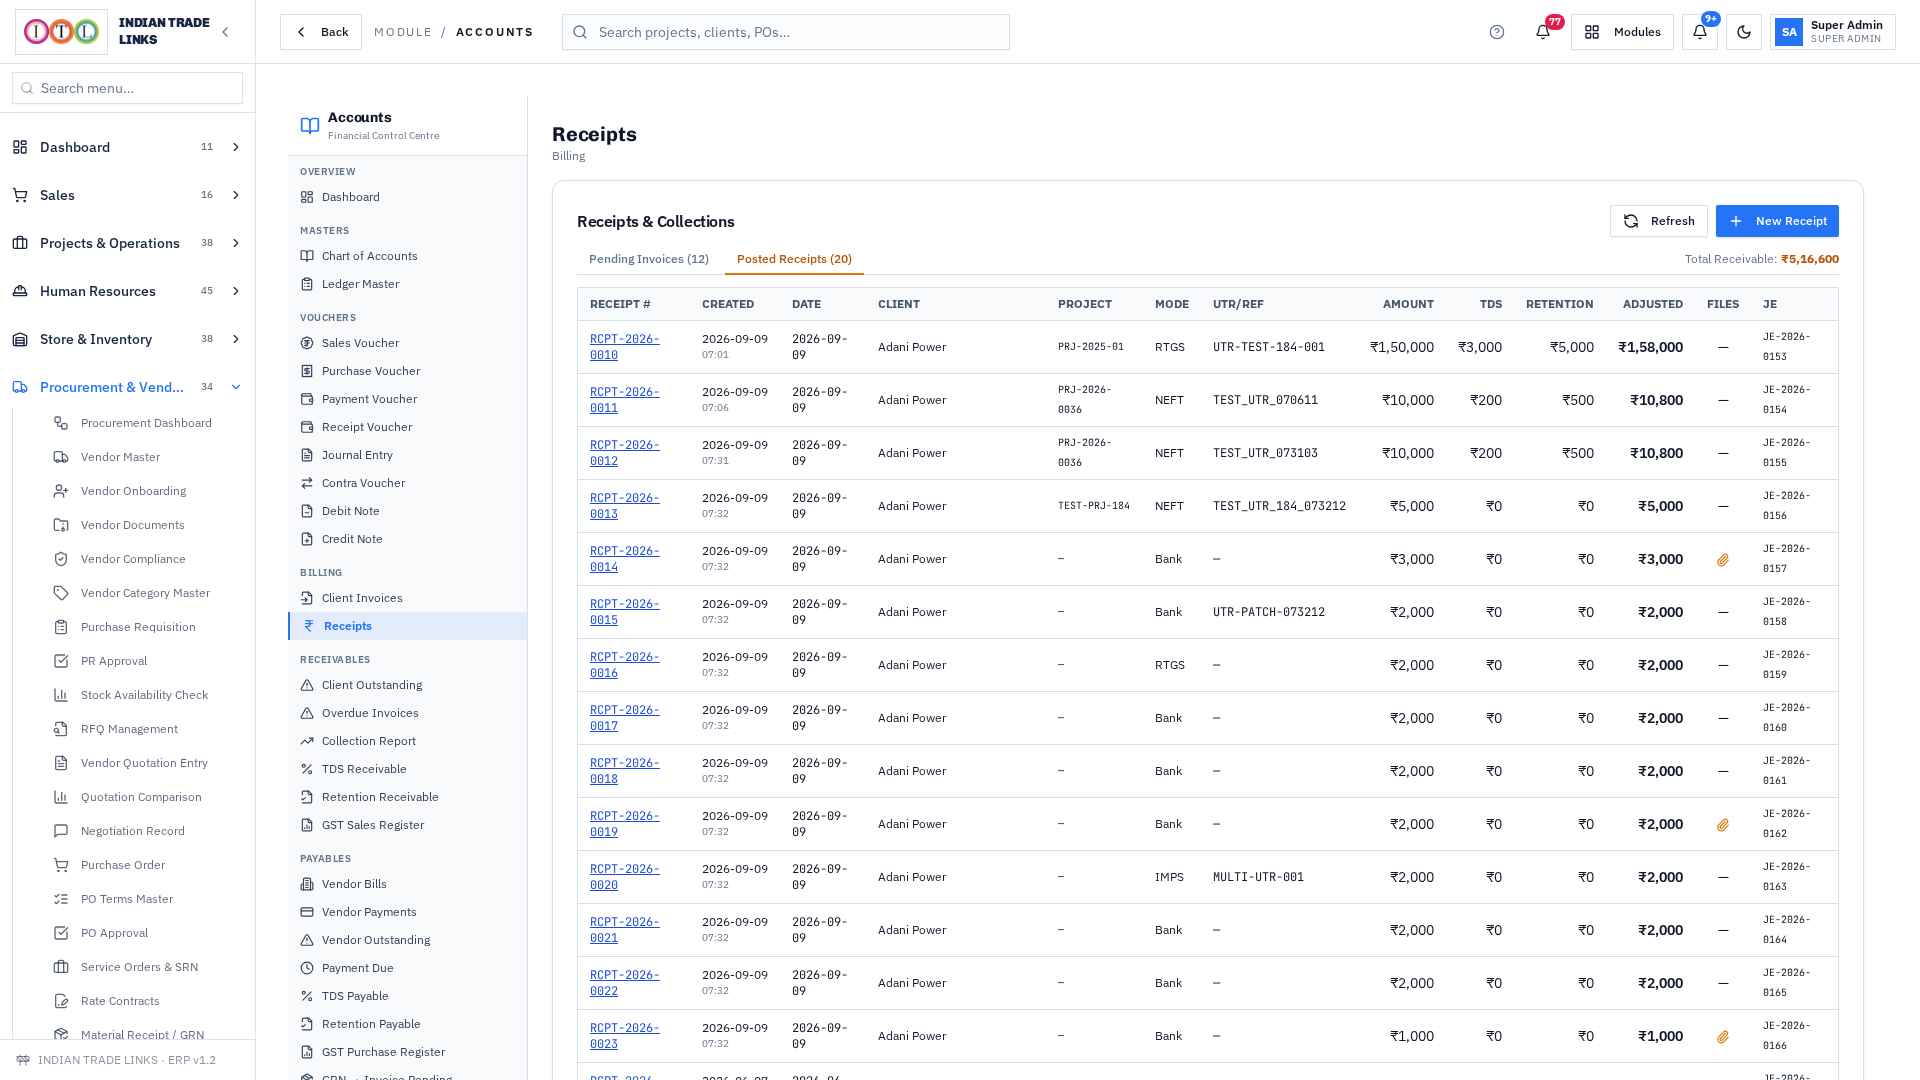 ITL
INDIAN TRADE
LINKS
Search menu...
Dashboard 11
Sales 16
Projects & Operations 38
Human Resources 45
Store & Inventory 38
Procurement & Vend... 34
Procurement Dashboard
Vendor Master
Vendor Onboarding
Vendor Documents
Vendor Compliance
Vendor Category Master
Purchase Requisition
PR Approval
Stock Availability Check
RFQ Management
Vendor Quotation Entry
Quotation Comparison
Negotiation Record
Purchase Order
PO Terms Master
PO Approval
Service Orders & SRN
Rate Contracts
Material Receipt / GRN
INDIAN TRADE LINKS · ERP v1.2
Back MODULE / ACCOUNTS
Search projects, clients, POs...
77
Modules
9+
SA
Super Admin
SUPER ADMIN
Accounts
Financial Control Centre
OVERVIEW
Dashboard
MASTERS
Chart of Accounts
Ledger Master
VOUCHERS
Sales Voucher
Purchase Voucher
Payment Voucher
Receipt Voucher
Journal Entry
Contra Voucher
Debit Note
Credit Note
BILLING
Client Invoices
Receipts
RECEIVABLES
Client Outstanding
Overdue Invoices
Collection Report
TDS Receivable
Retention Receivable
GST Sales Register
PAYABLES
Vendor Bills
Vendor Payments
Vendor Outstanding
Payment Due
TDS Payable
Retention Payable
GST Purchase Register
Receipts
Billing
Receipts & Collections
Refresh
New Receipt
Pending Invoices (12) Posted Receipts (20) Total Receivable: ₹5,16,600
RECEIPT # CREATED DATE CLIENT PROJECT MODE UTR/REF AMOUNT TDS RETENTION ADJUSTED FILES JE
RCPT-2026-0010 2026-09-09 07:01 2026-09-09 Adani Power PRJ-2025-01 RTGS UTR-TEST-184-001 ₹1,50,000 ₹3,000 ₹5,000 ₹1,58,000 — JE-2026-0153
RCPT-2026-0011 2026-09-09 07:06 2026-09-09 Adani Power PRJ-2026-0036 NEFT TEST_UTR_070611 ₹10,000 ₹200 ₹500 ₹10,800 — JE-2026-0154
RCPT-2026-0012 2026-09-09 07:31 2026-09-09 Adani Power PRJ-2026-0036 NEFT TEST_UTR_073103 ₹10,000 ₹200 ₹500 ₹10,800 — JE-2026-0155
RCPT-2026-0013 2026-09-09 07:32 2026-09-09 Adani Power TEST-PRJ-184 NEFT TEST_UTR_184_073212 ₹5,000 ₹0 ₹0 ₹5,000 — JE-2026-0156
RCPT-2026-0014 2026-09-09 07:32 2026-09-09 Adani Power — Bank — ₹3,000 ₹0 ₹0 ₹3,000 JE-2026-0157
RCPT-2026-0015 2026-09-09 07:32 2026-09-09 Adani Power — Bank UTR-PATCH-073212 ₹2,000 ₹0 ₹0 ₹2,000 — JE-2026-0158
RCPT-2026-0016 2026-09-09 07:32 2026-09-09 Adani Power — RTGS — ₹2,000 ₹0 ₹0 ₹2,000 — JE-2026-0159
RCPT-2026-0017 2026-09-09 07:32 2026-09-09 Adani Power — Bank — ₹2,000 ₹0 ₹0 ₹2,000 — JE-2026-0160
RCPT-2026-0018 2026-09-09 07:32 2026-09-09 Adani Power — Bank — ₹2,000 ₹0 ₹0 ₹2,000 — JE-2026-0161
RCPT-2026-0019 2026-09-09 07:32 2026-09-09 Adani Power — Bank — ₹2,000 ₹0 ₹0 ₹2,000 JE-2026-0162
RCPT-2026-0020 2026-09-09 07:32 2026-09-09 Adani Power — IMPS MULTI-UTR-001 ₹2,000 ₹0 ₹0 ₹2,000 — JE-2026-0163
RCPT-2026-0021 2026-09-09 07:32 2026-09-09 Adani Power — Bank — ₹2,000 ₹0 ₹0 ₹2,000 — JE-2026-0164
RCPT-2026-0022 2026-09-09 07:32 2026-09-09 Adani Power — Bank — ₹2,000 ₹0 ₹0 ₹2,000 — JE-2026-0165
RCPT-2026-0023 2026-09-09 07:32 2026-09-09 Adani Power — Bank — ₹1,000 ₹0 ₹0 ₹1,000 JE-2026-0166